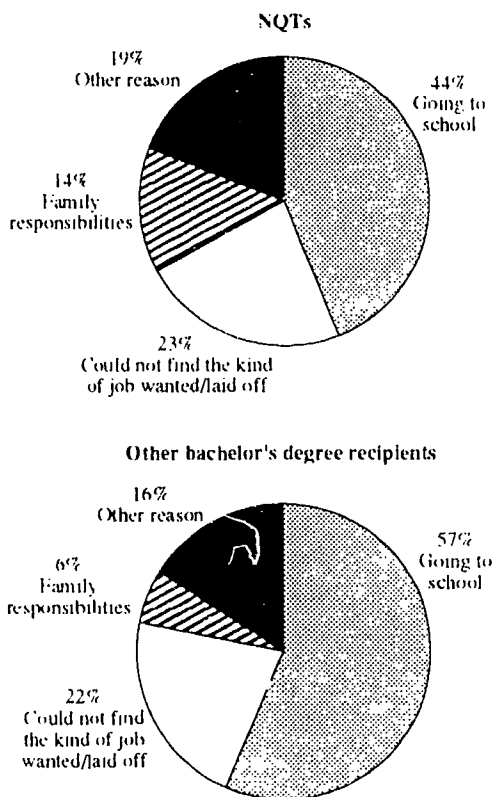 NQTs
19%
Other reason
44%
Going to
school
14%
Family
responsibilities
23%
Could not find the kind
of job wanted/laid off
Other bachelor's degree recipients
16%
Other reason
57%
Going to
school
6%
Family
responsibilities
22%
Could not find
the kind of job
wanted/laid off